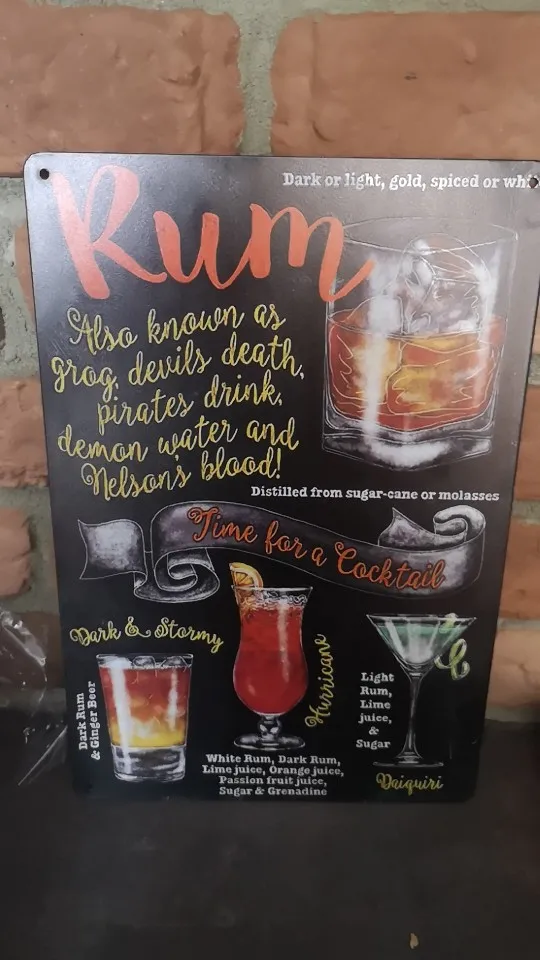 Dark or light, gold, spiced or whi
Rum
Also known as
grog, devils death,
pirates drink,
demon water and
Nelson's blood!
Distilled from sugar-cane or molasses
Time for a Cocktail
Dark & Stormy
Dark Rum
& Ginger Beer
Hurricane
White Rum, Dark Rum,
Lime juice, Orange juice,
Passion fruit juice,
Sugar & Grenadine
Light
Rum,
Lime
juice,
&
Sugar
Daiquiri